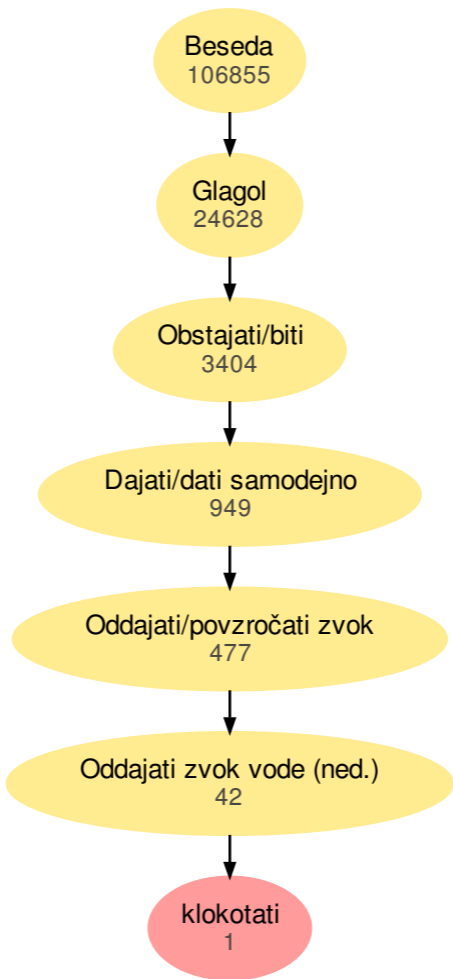 Beseda
106855
Glagol
24628
Obstajati/biti
3404
Dajati/dati samodejno
949
Oddajati/povzročati zvok
477
Oddajati zvok vode (ned.)
42
klokotati
1